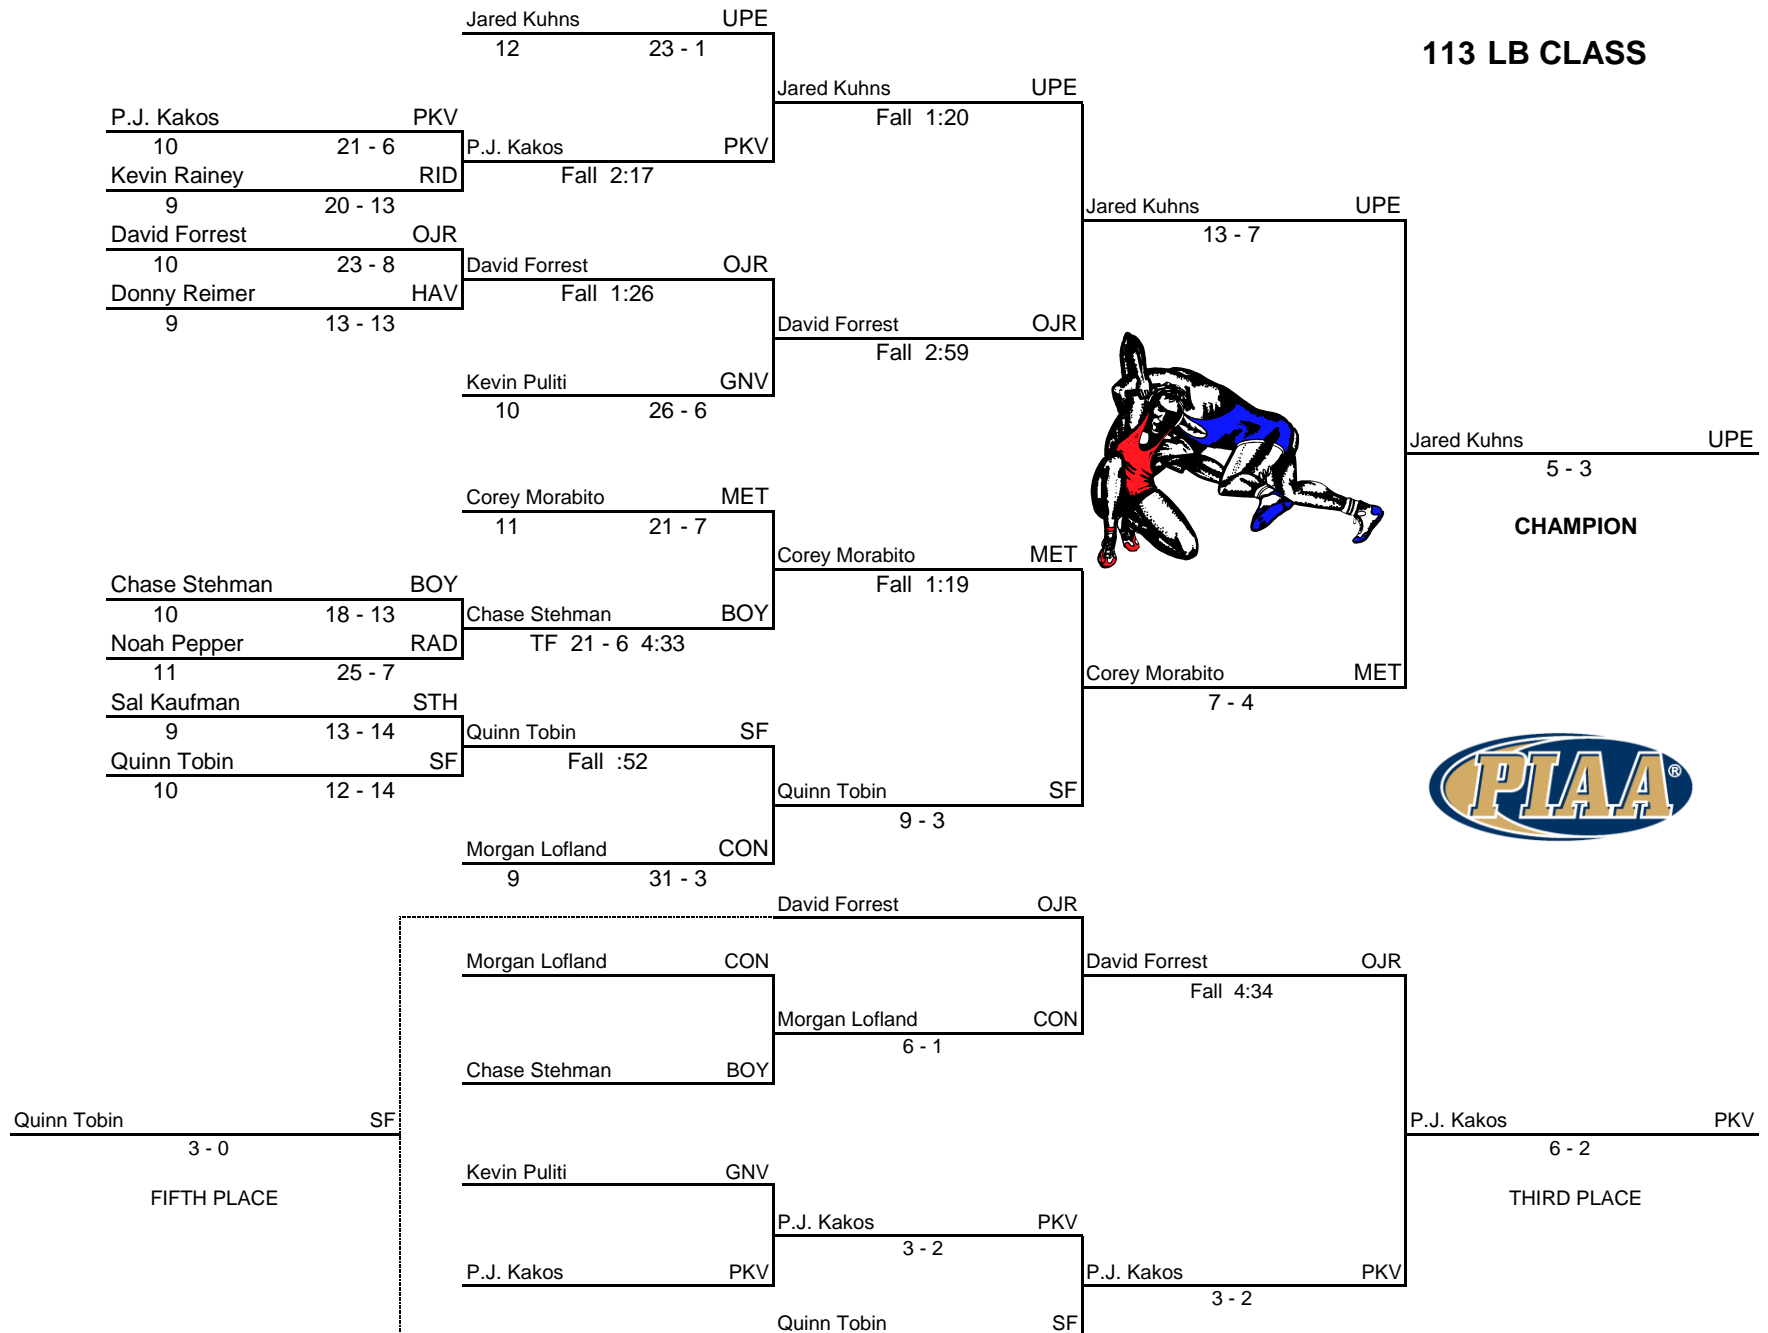 Jared Kuhns UPE
12 23 - 1
113 LB CLASS
Jared Kuhns UPE
Fall 1:20
P.J. Kakos PKV
10 21 - 6
P.J. Kakos PKV
Fall 2:17
Kevin Rainey RID
9 20 - 13
Jared Kuhns UPE
13 - 7
David Forrest OJR
10 23 - 8
David Forrest OJR
Fall 1:26
Donny Reimer HAV
9 13 - 13
David Forrest OJR
Fall 2:59
Kevin Puliti GNV
10 26 - 6
Jared Kuhns UPE
5 - 3
CHAMPION
Corey Morabito MET
11 21 - 7
Corey Morabito MET
Fall 1:19
Chase Stehman BOY
10 18 - 13
Chase Stehman BOY
TF 21 - 6 4:33
Noah Pepper RAD
11 25 - 7
Corey Morabito MET
7 - 4
Sal Kaufman STH
9 13 - 14
Quinn Tobin SF
Fall :52
Quinn Tobin SF
10 12 - 14
Quinn Tobin SF
9 - 3
PIAA®
Morgan Lofland CON
9 31 - 3
David Forrest OJR
Morgan Lofland CON
David Forrest OJR
Fall 4:34
Morgan Lofland CON
6 - 1
Chase Stehman BOY
Quinn Tobin SF
3 - 0
FIFTH PLACE
P.J. Kakos PKV
6 - 2
THIRD PLACE
Kevin Puliti GNV
P.J. Kakos PKV
3 - 2
P.J. Kakos PKV
P.J. Kakos PKV
3 - 2
Quinn Tobin SF